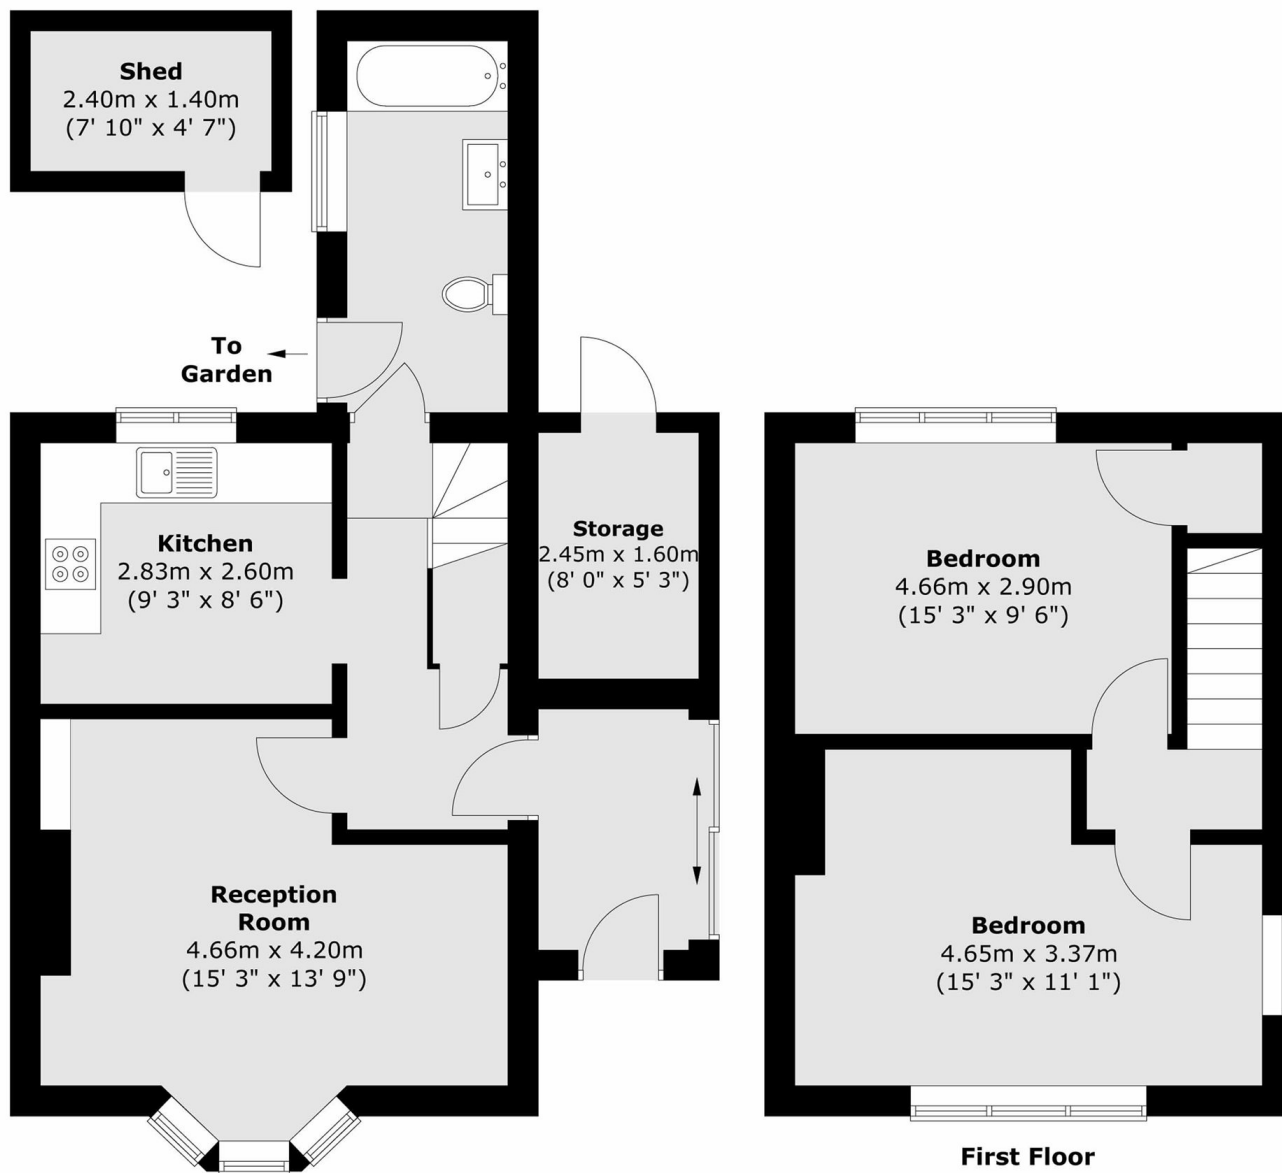 Shed
2.40m x 1.40m
(7' 10" x 4' 7")
To
Garden
Kitchen
2.83m x 2.60m
(9' 3" x 8' 6")
Storage
2.45m x 1.60m
(8' 0" x 5' 3")
Reception
Room
4.66m x 4.20m
(15' 3" x 13' 9")
Bedroom
4.66m x 2.90m
(15' 3" x 9' 6")
Bedroom
4.65m x 3.37m
(15' 3" x 11' 1")
First Floor